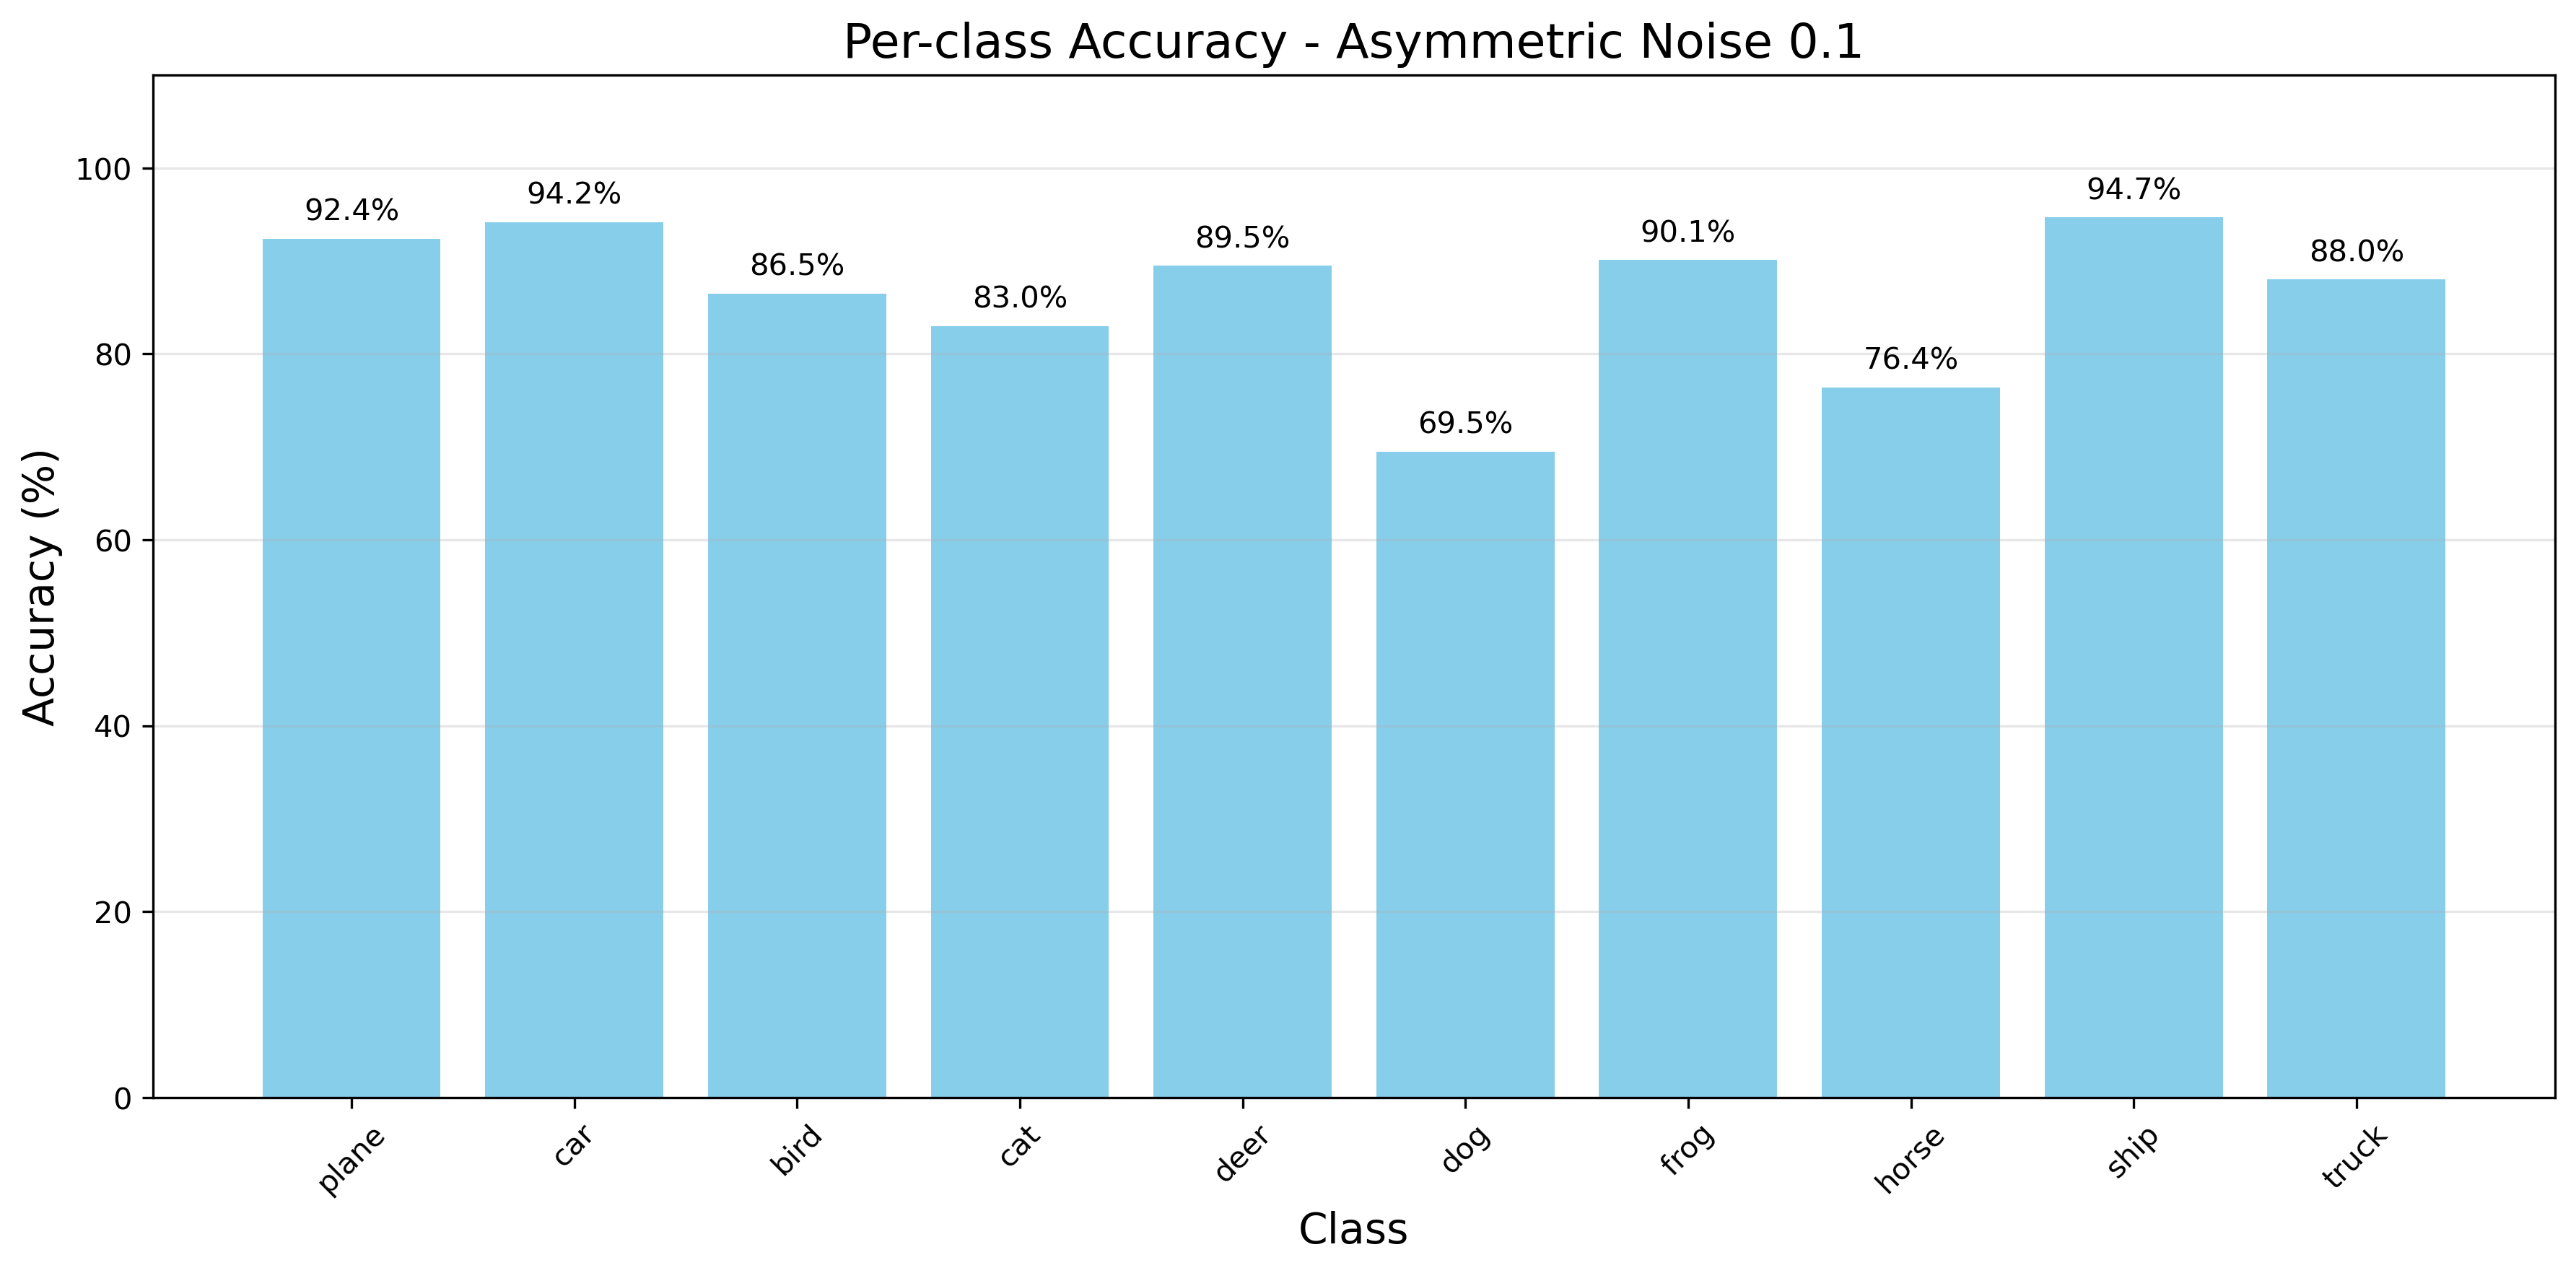 Per-class Accuracy - Asymmetric Noise 0.1
Accuracy (%)
100
80
60
40
20
0
92.4%
94.2%
86.5%
83.0%
89.5%
69.5%
90.1%
76.4%
94.7%
88.0%
plane
car
bird
cat
deer
dog
frog
horse
ship
truck
Class